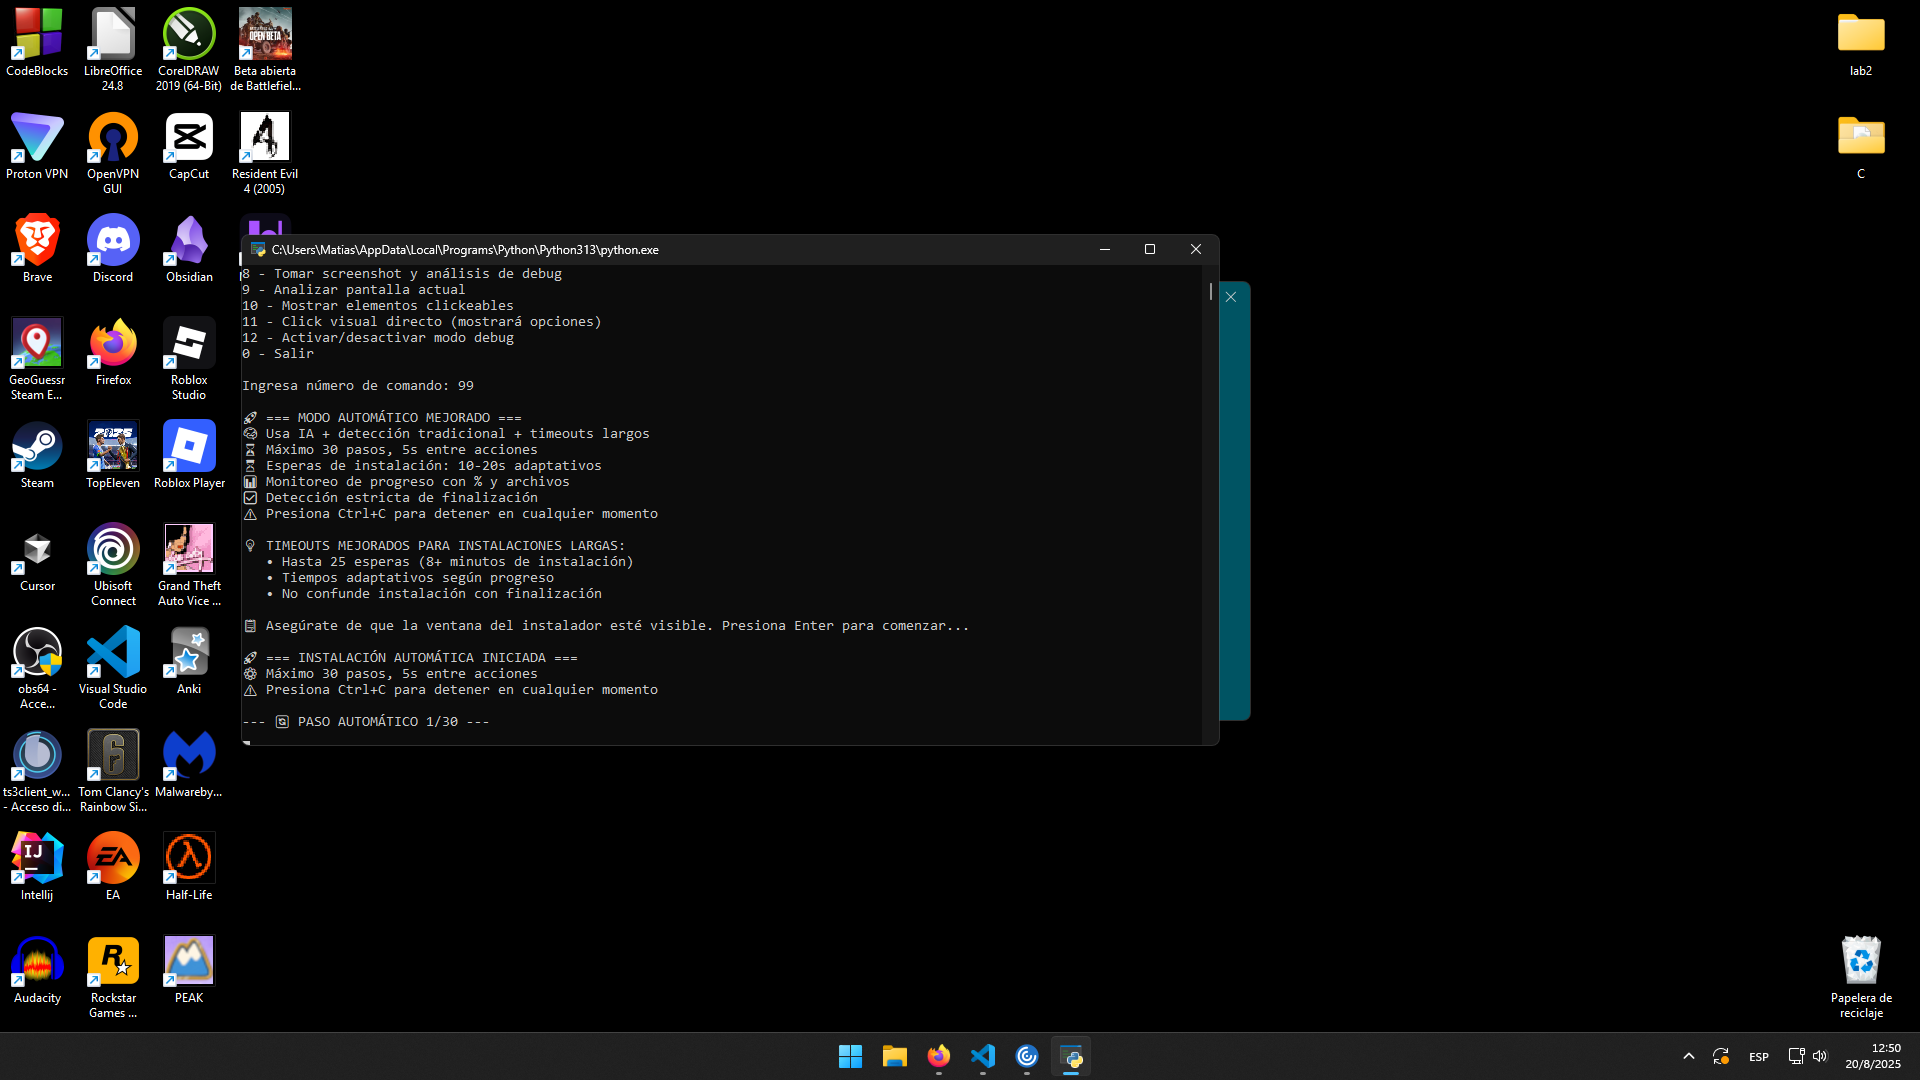 CodeBlocks
LibreOffice
24.8
CorelDRAW
2019 (64-Bit)
OPEN BETA
Beta abierta
de Battlefiel...
lab2
Proton VPN
OpenVPN
GUI
CapCut
Resident Evil
4 (2005)
C
Brave
Discord
Obsidian
GeoGuessr
Steam E...
Firefox
Roblox
Studio
Steam
2025
TopEleven
Roblox Player
Cursor
Ubisoft
Connect
Grand Theft
Auto Vice ...
obs64 -
Acce...
Visual Studio
Code
Anki
ts3client_w...
- Acceso di...
Tom Clancy's
Rainbow Si...
Malwareby...
IJ
Intellij
EA
EA
Half-Life
Audacity
R
Rockstar
Games ...
PEAK
C:\Users\Matias\AppData\Local\Programs\Python\Python313\python.exe
8 - Tomar screenshot y análisis de debug
9 - Analizar pantalla actual
10 - Mostrar elementos clickeables
11 - Click visual directo (mostrará opciones)
12 - Activar/desactivar modo debug
0 - Salir
Ingresa número de comando: 99
=== MODO AUTOMÁTICO MEJORADO ===
Usa IA + detección tradicional + timeouts largos
Máximo 30 pasos, 5s entre acciones
Esperas de instalación: 10-20s adaptativos
Monitoreo de progreso con % y archivos
Detección estricta de finalización
Presiona Ctrl+C para detener en cualquier momento
TIMEOUTS MEJORADOS PARA INSTALACIONES LARGAS:
• Hasta 25 esperas (8+ minutos de instalación)
• Tiempos adaptativos según progreso
• No confunde instalación con finalización
Asegúrate de que la ventana del instalador esté visible. Presiona Enter para comenzar...
=== INSTALACIÓN AUTOMÁTICA INICIADA ===
Máximo 30 pasos, 5s entre acciones
Presiona Ctrl+C para detener en cualquier momento
--- PASO AUTOMÁTICO 1/30 ---
Papelera de
reciclaje
ESP
12:50
20/8/2025